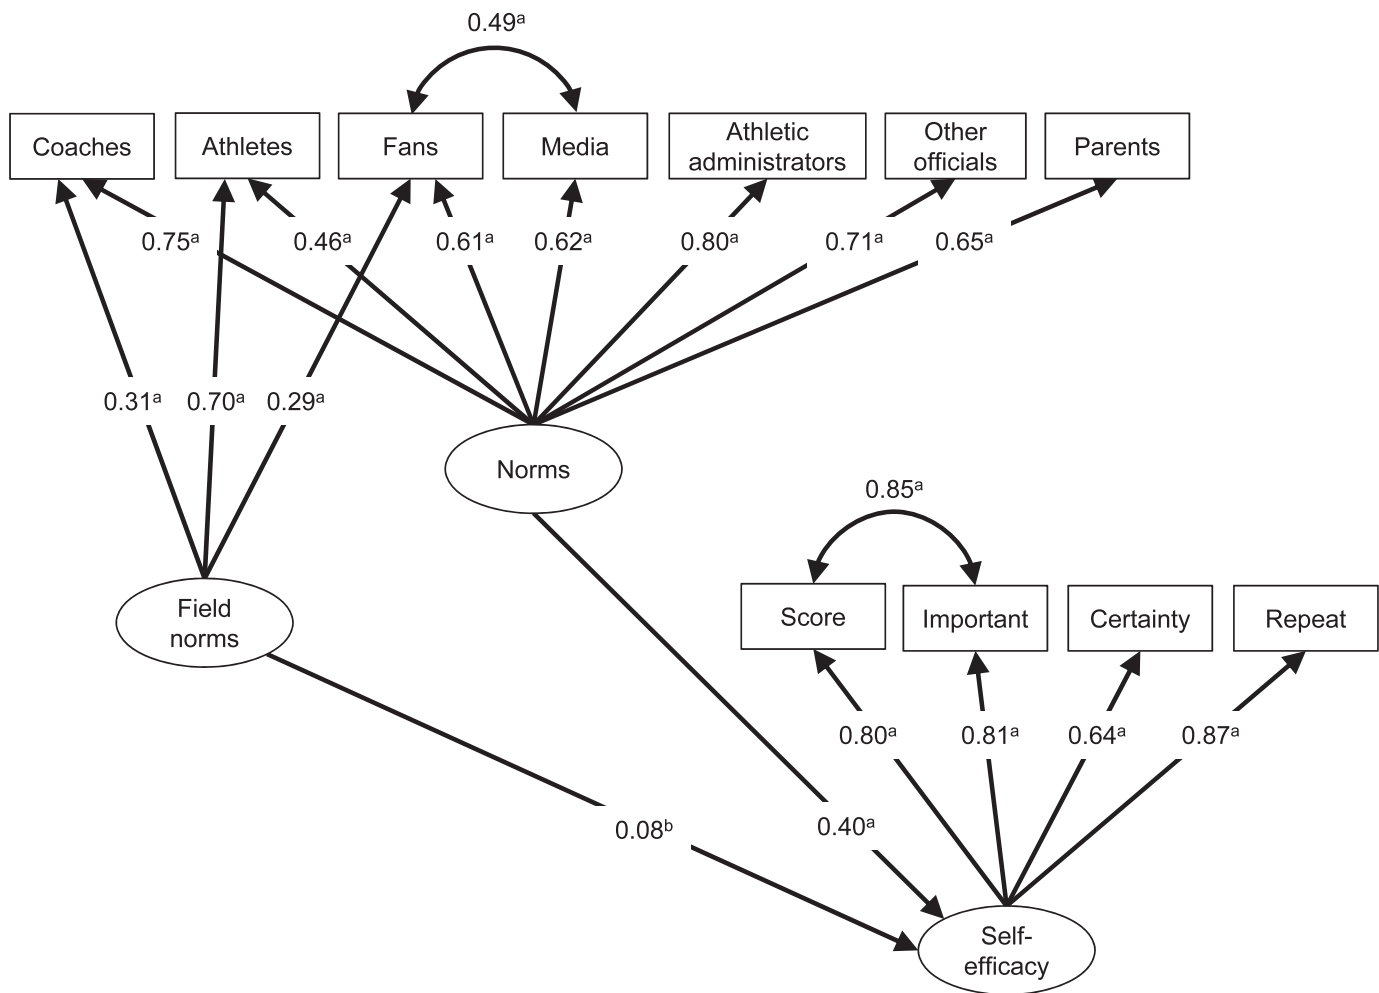 0.49ᵃ
Coaches
Athletes
Fans
Media
Athletic
administrators
Other
officials
Parents
0.75ᵃ
0.46ᵃ
0.61ᵃ
0.62ᵃ
0.80ᵃ
0.71ᵃ
0.65ᵃ
0.31ᵃ
0.70ᵃ
0.29ᵃ
Norms
0.85ᵃ
Field
norms
Score
Important
Certainty
Repeat
0.80ᵃ
0.81ᵃ
0.64ᵃ
0.87ᵃ
0.08ᵇ
0.40ᵃ
Self-
efficacy